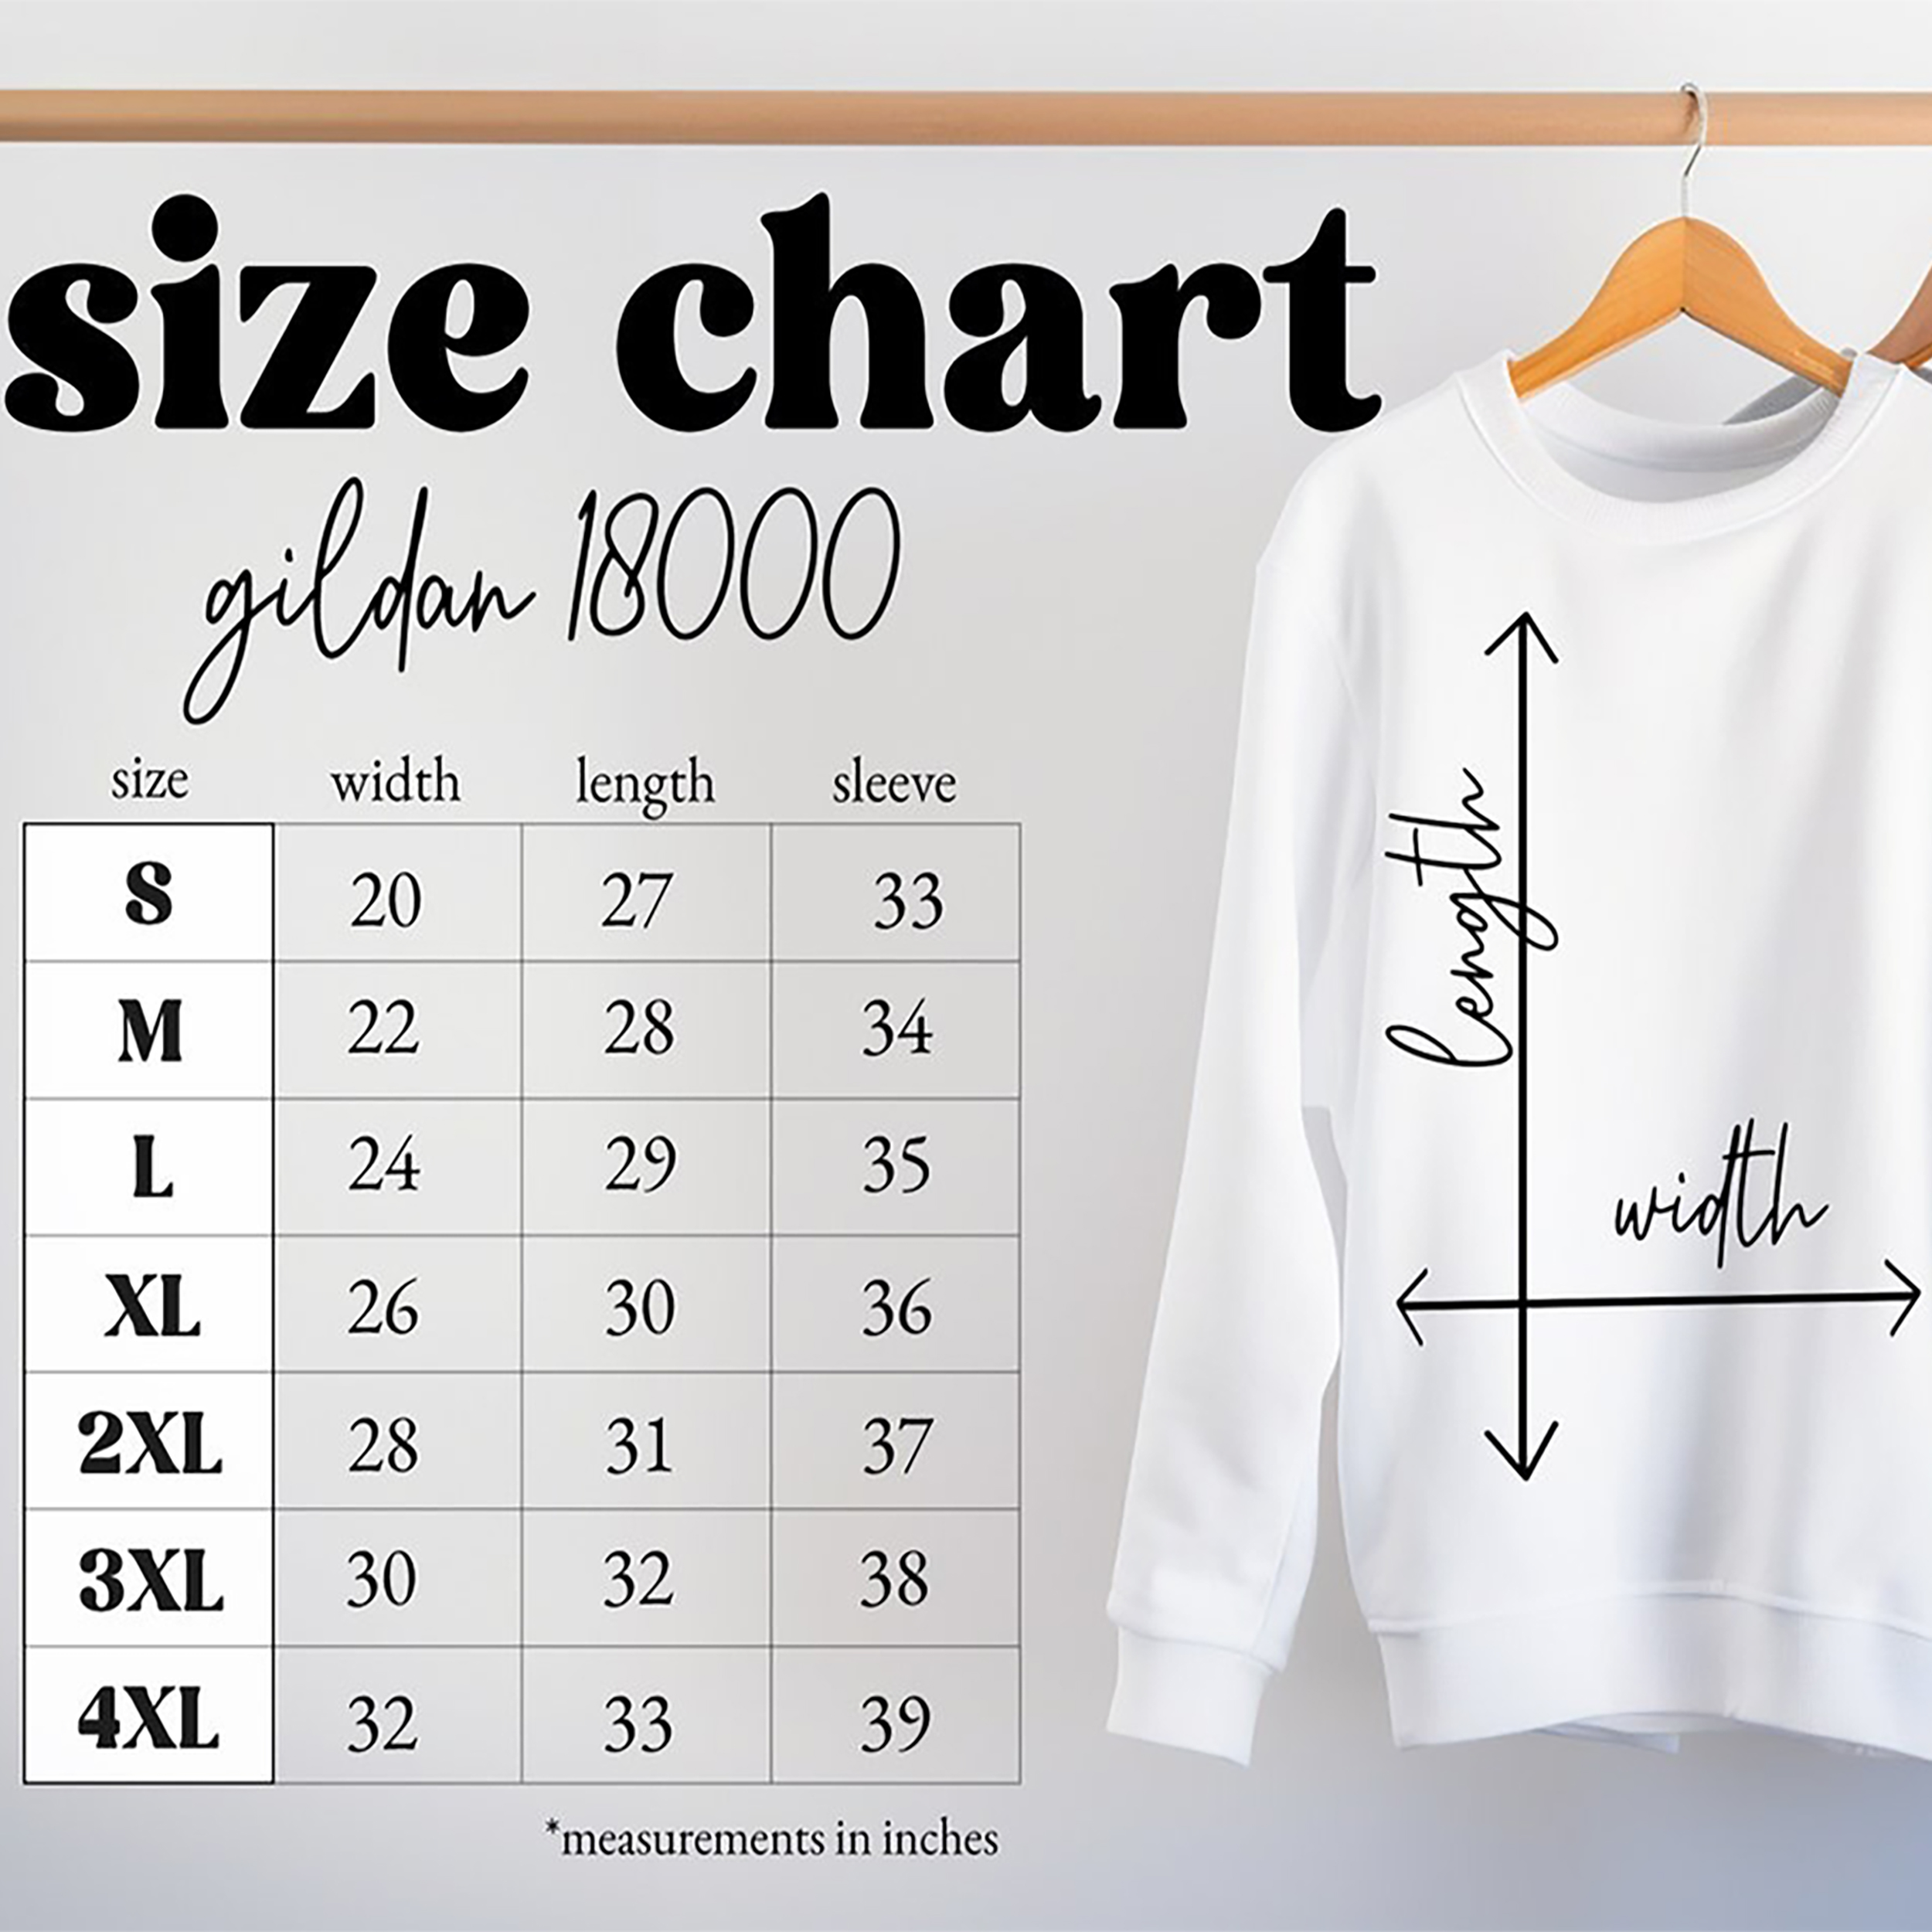 size chart
gildan 18000
size width length sleeve
S 20 27 33
M 22 28 34
L 24 29 35
XL 26 30 36
2XL 28 31 37
3XL 30 32 38
4XL 32 33 39
*measurements in inches
length
width